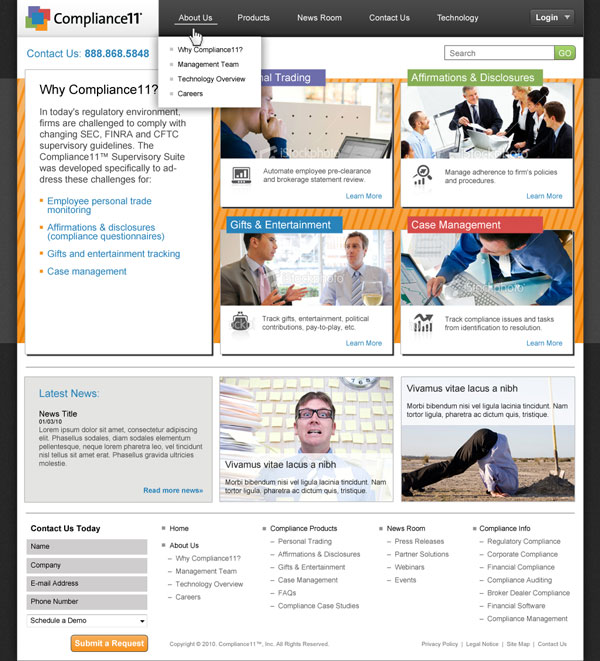 Compliance11
About Us
Products
News Room
Contact Us
Technology
Login
Contact Us: 888.868.5848
Why Compliance11?
Management Team
Technology Overview
Careers
Search
GO
Why Compliance11?
In today's regulatory environment,
firms are challenged to comply with
changing SEC, FINRA and CFTC
supervisory guidelines. The
Compliance11™ Supervisory Suite
was developed specifically to ad-
dress these challenges for:
Employee personal trade
monitoring
Affirmations & disclosures
(compliance questionnaires)
Gifts and entertainment tracking
Case management
nal Trading
iStockphoto
Automate employee pre-clearance
and brokerage statement review.
Learn More
Affirmations & Disclosures
iStockphoto
Manage adherence to firm's policies
and procedures.
Learn More
Gifts & Entertainment
iStockphoto
Track gifts, entertainment, political
contributions, pay-to-play, etc.
Learn More
Case Management
iStockphoto
Track compliance issues and tasks
from identification to resolution.
Learn More
Latest News:
News Title
01/03/10
Lorem ipsum dolor sit amet, consectetur adipiscing
elit. Phasellus sodales, diam sodales elementum
pellentesque, neque lorem pharetra leo, vel tincidunt
nisl tellus sit amet erat. Phasellus gravida ultricies
molestie.
Read more news»
Vivamus vitae lacus a nibh
Morbi bibendum nisi vel ligula lacinia tincidunt. Nam
tortor ligula, pharetra cursus quis, tristique.
Vivamus vitae lacus a nibh
Morbi bibendum nisi vel ligula lacinia tincidunt. Nam
tortor ligula, pharetra cursus quis, tristique.
Contact Us Today
Name
Company
E-mail Address
Phone Number
Schedule a Demo
Submit a Request
Home
About Us
– Why Compliance11?
– Management Team
– Technology Overview
– Careers
Compliance Products
– Personal Trading
– Affirmations & Disclosures
– Gifts & Entertainment
– Case Management
– FAQs
– Compliance Case Studies
News Room
– Press Releases
– Partner Solutions
– Webinars
– Events
Compliance Info
– Regulatory Compliance
– Corporate Compliance
– Financial Compliance
– Compliance Auditing
– Broker Dealer Compliance
– Financial Software
– Compliance Management
Copyright © 2010. Compliance11™, Inc. All Rights Reserved.
Privacy Policy | Legal Notice | Site Map | Contact Us